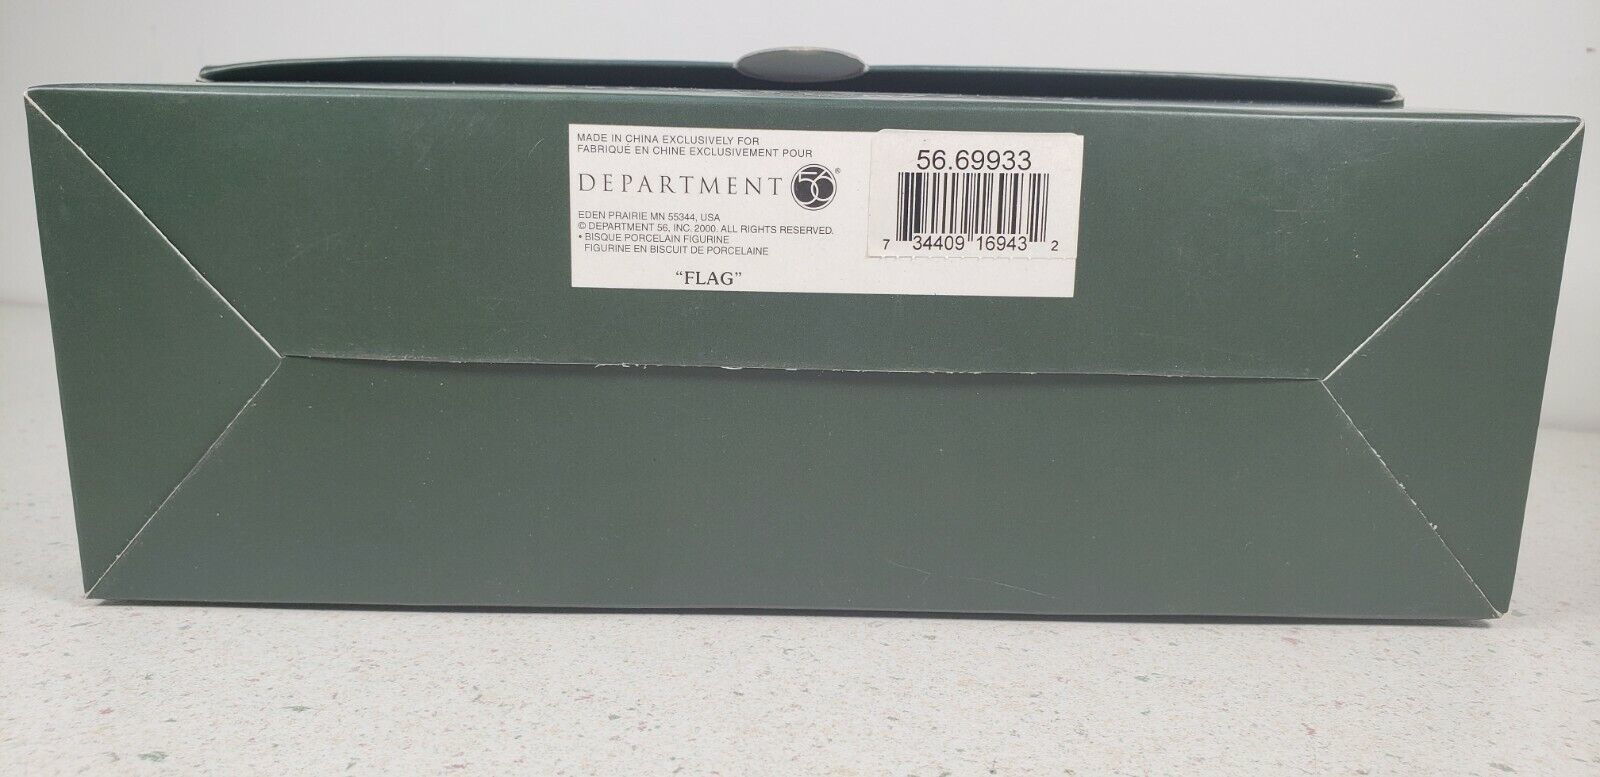 MADE IN CHINA EXCLUSIVELY FOR
FABRIQUÉ EN CHINE EXCLUSIVEMENT POUR
DEPARTMENT 56®
EDEN PRAIRIE MN 55344, USA
© DEPARTMENT 56, INC. 2000. ALL RIGHTS RESERVED.
• BISQUE PORCELAIN FIGURINE
FIGURINE EN BISCUIT DE PORCELAINE
“FLAG”
56.69933
7 34409 16943 2